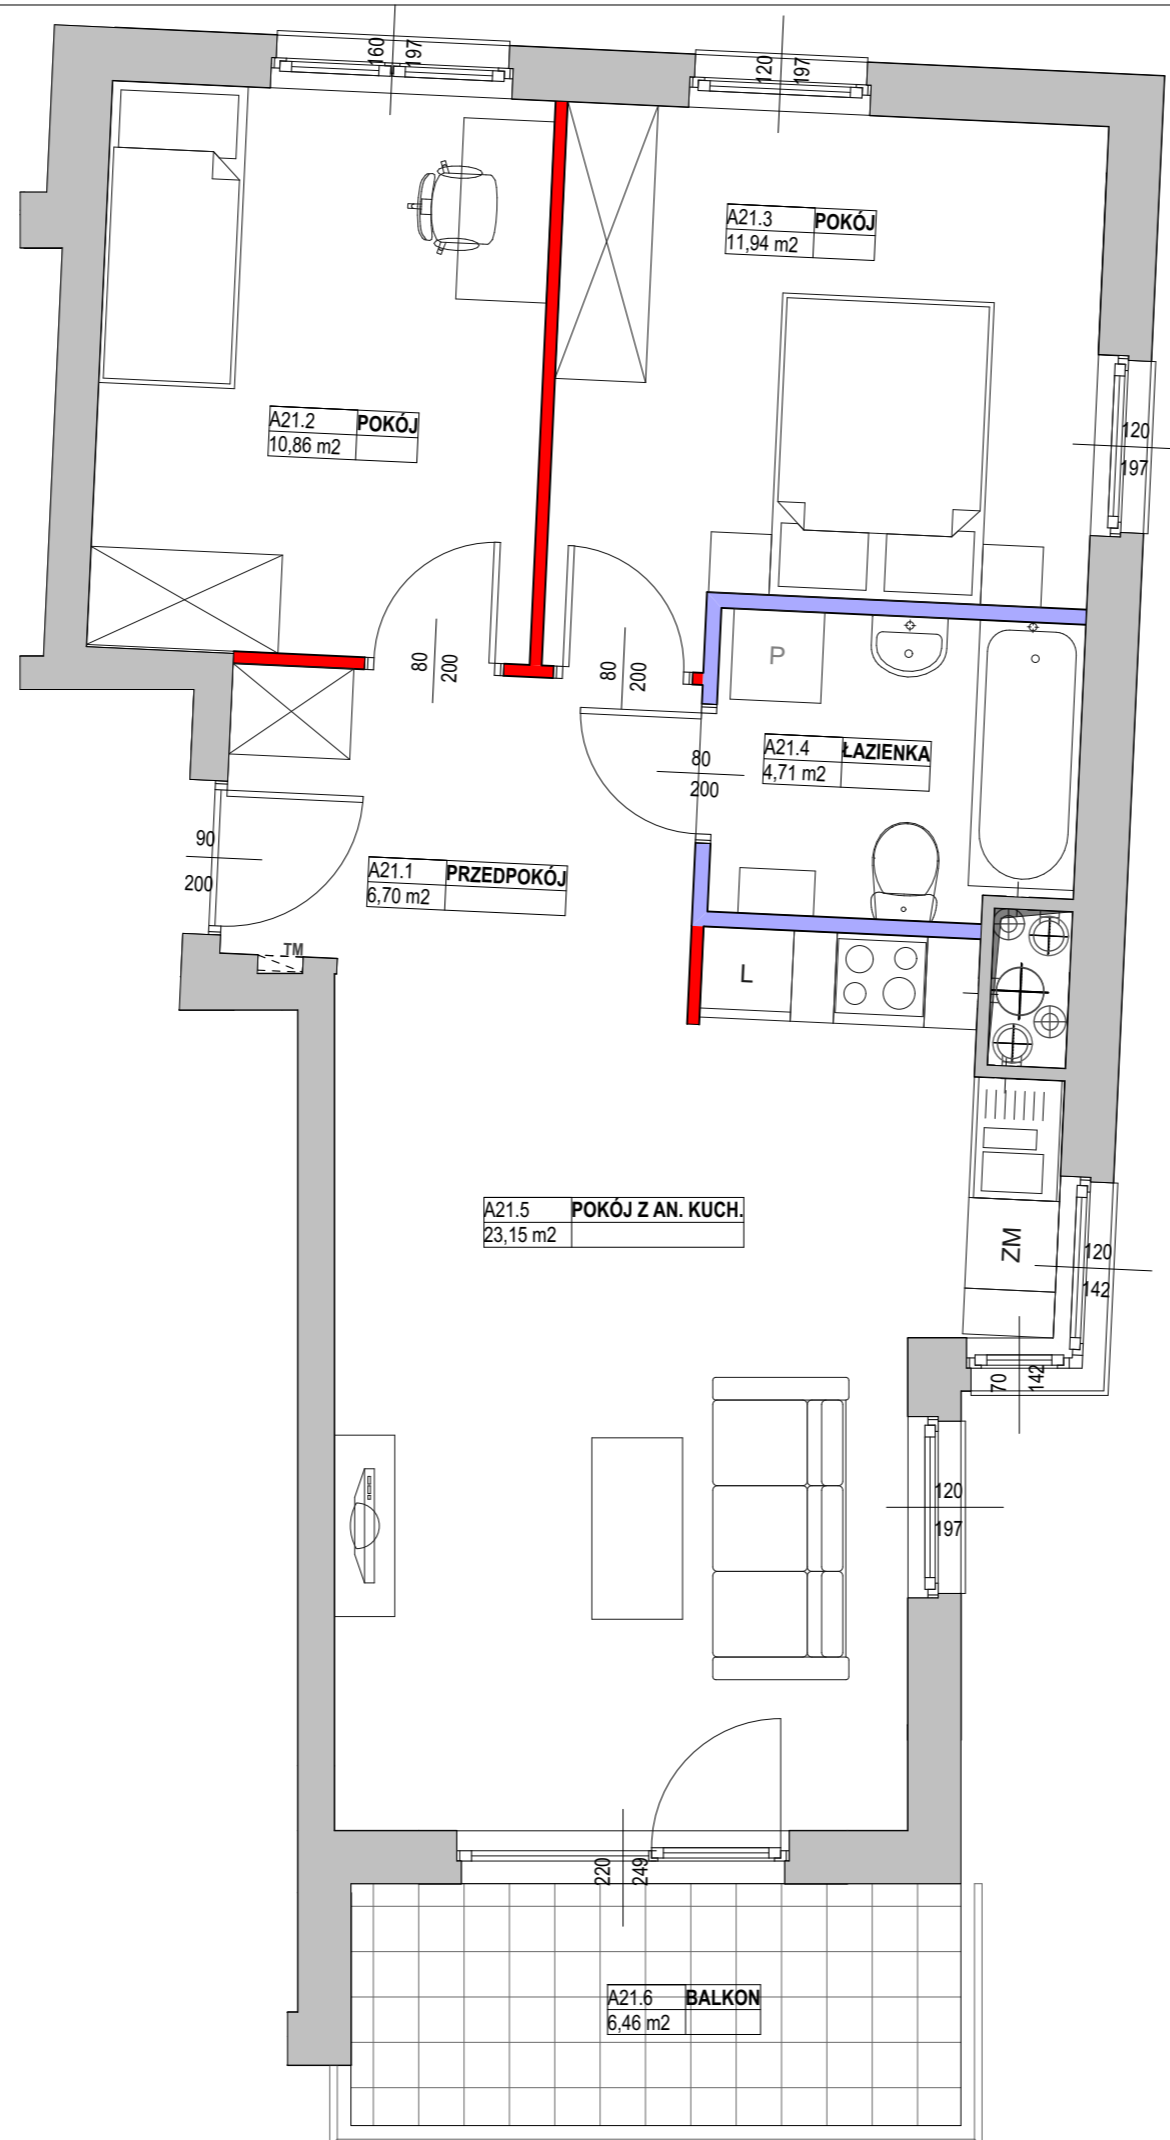 160
197
120
197
A21.3 POKÓJ
11,94 m2
A21.2 POKÓJ
10,86 m2
120
197
80
200
80
200
P
80
200
A21.4 ŁAZIENKA
4,71 m2
90
200
A21.1 PRZEDPOKÓJ
6,70 m2
TM
L
A21.5 POKÓJ Z AN. KUCH.
23,15 m2
ZM
120
142
70
142
120
197
220
249
A21.6 BALKON
6,46 m2